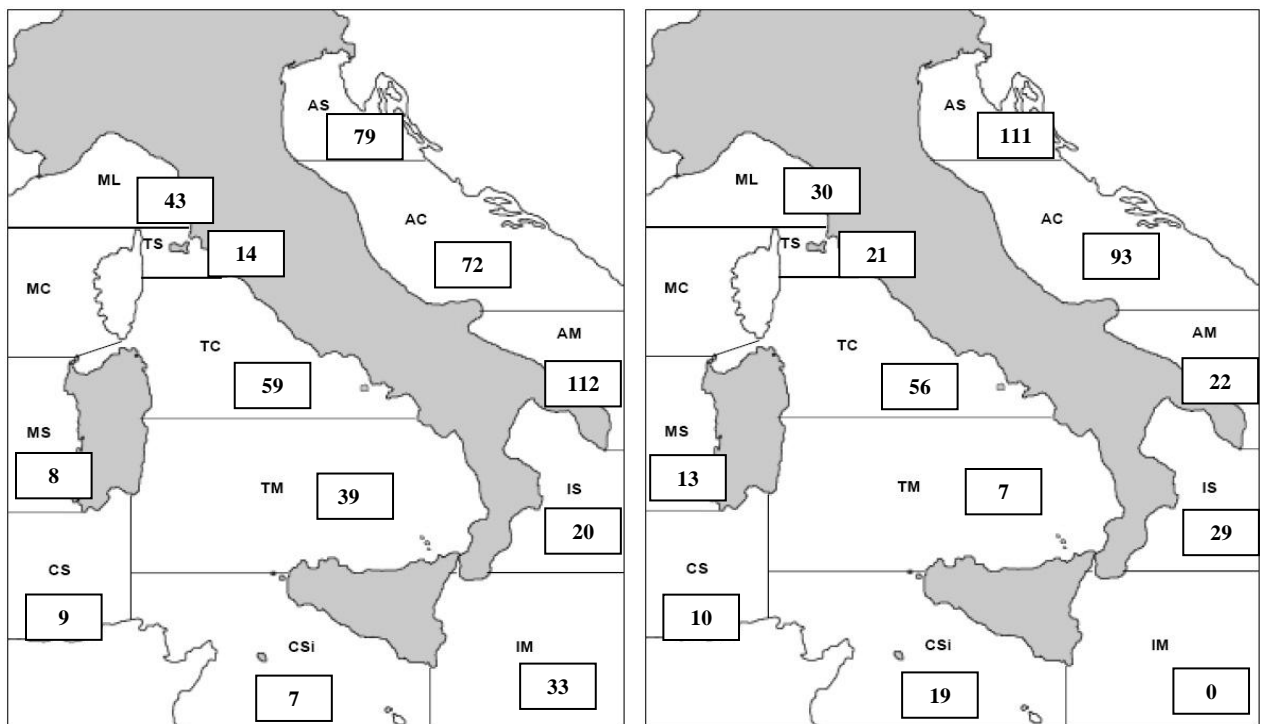 AS
79
ML
43
AC
TS
14
72
MC
TC
AM
59
112
MS
8
TM
39
IS
20
CS
9
CSi
IM
7
33
AS
111
ML
30
AC
TS
21
93
MC
TC
AM
56
22
MS
13
TM
7
IS
29
CS
10
CSi
IM
19
0